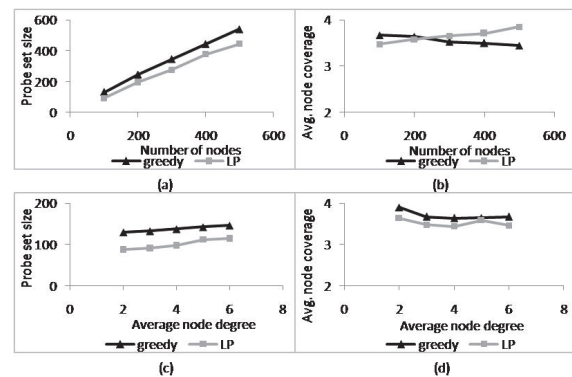 600
400
200
0
Probe set size
0 200 400 600
Number of nodes
greedy LP
(a)
4
3
2
Avg. node coverage
0 200 400 600
Number of nodes
greedy LP
(b)
200
100
0
Probe set size
0 2 4 6 8
Average node degree
greedy LP
(c)
4
3
2
Avg. node coverage
0 2 4 6 8
Average node degree
greedy LP
(d)